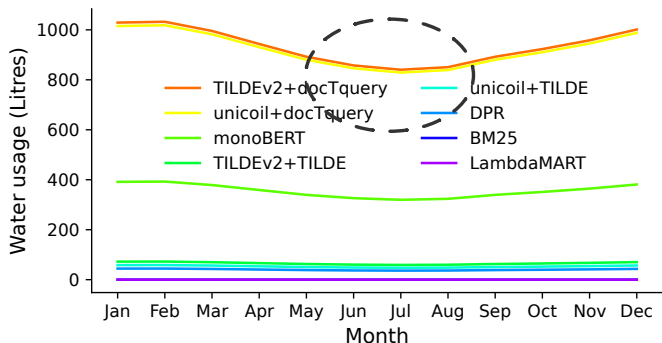 1000
800
600
400
200
0
Water usage (Litres)
TILDEv2+docTquery
unicoil+docTquery
monoBERT
TILDEv2+TILDE
unicoil+TILDE
DPR
BM25
LambdaMART
Jan Feb Mar Apr May Jun Jul Aug Sep Oct Nov Dec
Month